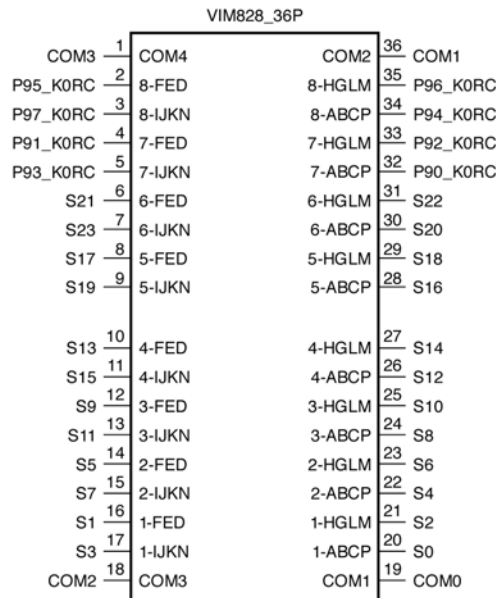 VIM828_36P
COM3 1 COM4 COM2 36 COM1
P95_K0RC 2 8-FED 8-HGLM 35 P96_K0RC
P97_K0RC 3 8-IJKN 8-ABCP 34 P94_K0RC
P91_K0RC 4 7-FED 7-HGLM 33 P92_K0RC
P93_K0RC 5 7-IJKN 7-ABCP 32 P90_K0RC
S21 6 6-FED 6-HGLM 31 S22
S23 7 6-IJKN 6-ABCP 30 S20
S17 8 5-FED 5-HGLM 29 S18
S19 9 5-IJKN 5-ABCP 28 S16
S13 10 4-FED 4-HGLM 27 S14
S15 11 4-IJKN 4-ABCP 26 S12
S9 12 3-FED 3-HGLM 25 S10
S11 13 3-IJKN 3-ABCP 24 S8
S5 14 2-FED 2-HGLM 23 S6
S7 15 2-IJKN 2-ABCP 22 S4
S1 16 1-FED 1-HGLM 21 S2
S3 17 1-IJKN 1-ABCP 20 S0
COM2 18 COM3 COM1 19 COM0